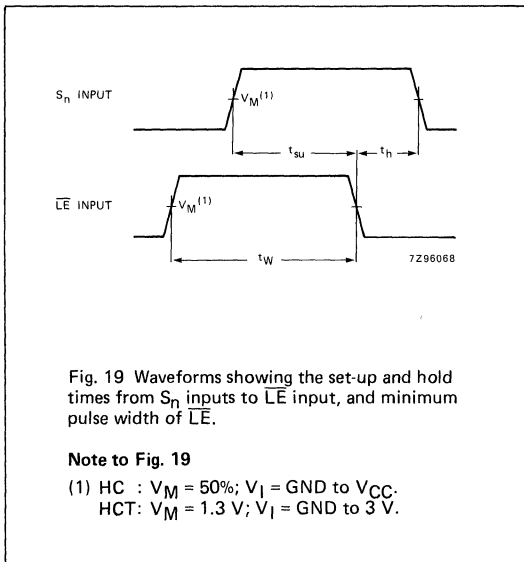 Sn INPUT
VM(1)
tsu
th
LE INPUT
VM(1)
tW
7Z96068
Fig. 19 Waveforms showing the set-up and hold
times from Sn inputs to LE input, and minimum
pulse width of LE.
Note to Fig. 19
(1) HC : VM = 50%; VI = GND to VCC.
HCT: VM = 1.3 V; VI = GND to 3 V.